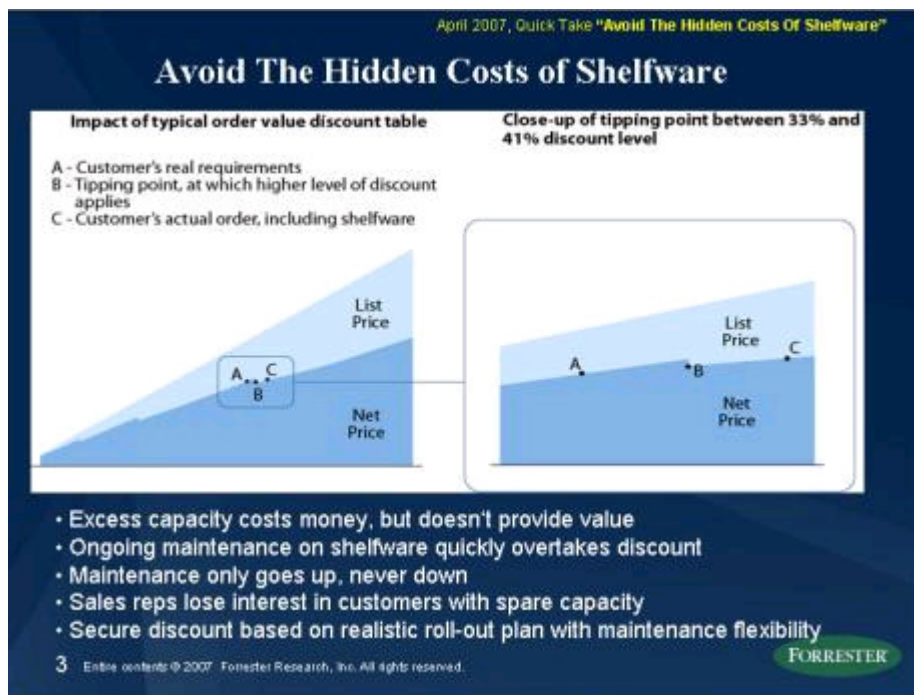 April 2007, Quick Take "Avoid The Hidden Costs Of Shelfware"
Avoid The Hidden Costs of Shelfware
Impact of typical order value discount table
A - Customer's real requirements
B - Tipping point, at which higher level of discount
applies
C - Customer's actual order, including shelfware
List
Price
A
C
B
Net
Price
Close-up of tipping point between 33% and
41% discount level
List
Price
A
B
C
Net
Price
• Excess capacity costs money, but doesn't provide value
• Ongoing maintenance on shelfware quickly overtakes discount
• Maintenance only goes up, never down
• Sales reps lose interest in customers with spare capacity
• Secure discount based on realistic roll-out plan with maintenance flexibility
3 Entire contents © 2007 Forrester Research, Inc. All rights reserved.
FORRESTER